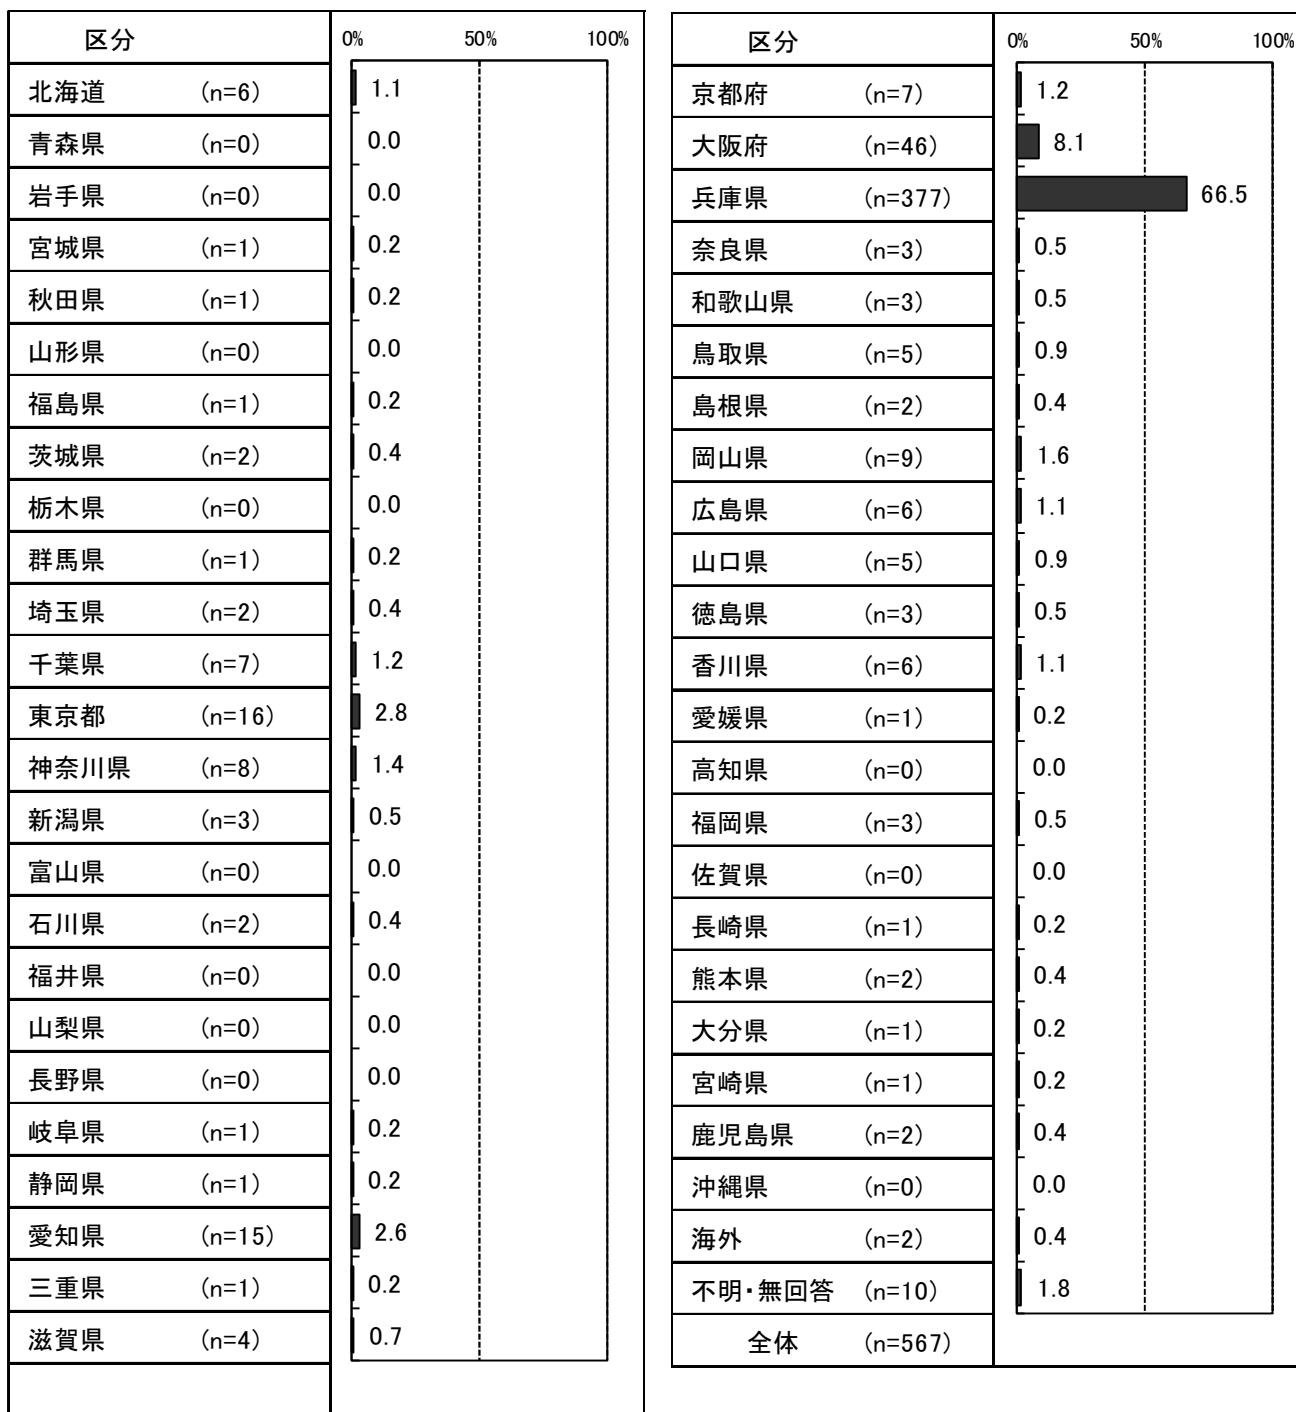 区分 0% 50% 100%
北海道 (n=6) 1.1
青森県 (n=0) 0.0
岩手県 (n=0) 0.0
宮城県 (n=1) 0.2
秋田県 (n=1) 0.2
山形県 (n=0) 0.0
福島県 (n=1) 0.2
茨城県 (n=2) 0.4
栃木県 (n=0) 0.0
群馬県 (n=1) 0.2
埼玉県 (n=2) 0.4
千葉県 (n=7) 1.2
東京都 (n=16) 2.8
神奈川県 (n=8) 1.4
新潟県 (n=3) 0.5
富山県 (n=0) 0.0
石川県 (n=2) 0.4
福井県 (n=0) 0.0
山梨県 (n=0) 0.0
長野県 (n=0) 0.0
岐阜県 (n=1) 0.2
静岡県 (n=1) 0.2
愛知県 (n=15) 2.6
三重県 (n=1) 0.2
滋賀県 (n=4) 0.7
区分 0% 50% 100%
京都府 (n=7) 1.2
大阪府 (n=46) 8.1
兵庫県 (n=377) 66.5
奈良県 (n=3) 0.5
和歌山県 (n=3) 0.5
鳥取県 (n=5) 0.9
島根県 (n=2) 0.4
岡山県 (n=9) 1.6
広島県 (n=6) 1.1
山口県 (n=5) 0.9
徳島県 (n=3) 0.5
香川県 (n=6) 1.1
愛媛県 (n=1) 0.2
高知県 (n=0) 0.0
福岡県 (n=3) 0.5
佐賀県 (n=0) 0.0
長崎県 (n=1) 0.2
熊本県 (n=2) 0.4
大分県 (n=1) 0.2
宮崎県 (n=1) 0.2
鹿児島県 (n=2) 0.4
沖縄県 (n=0) 0.0
海外 (n=2) 0.4
不明・無回答 (n=10) 1.8
全体 (n=567)